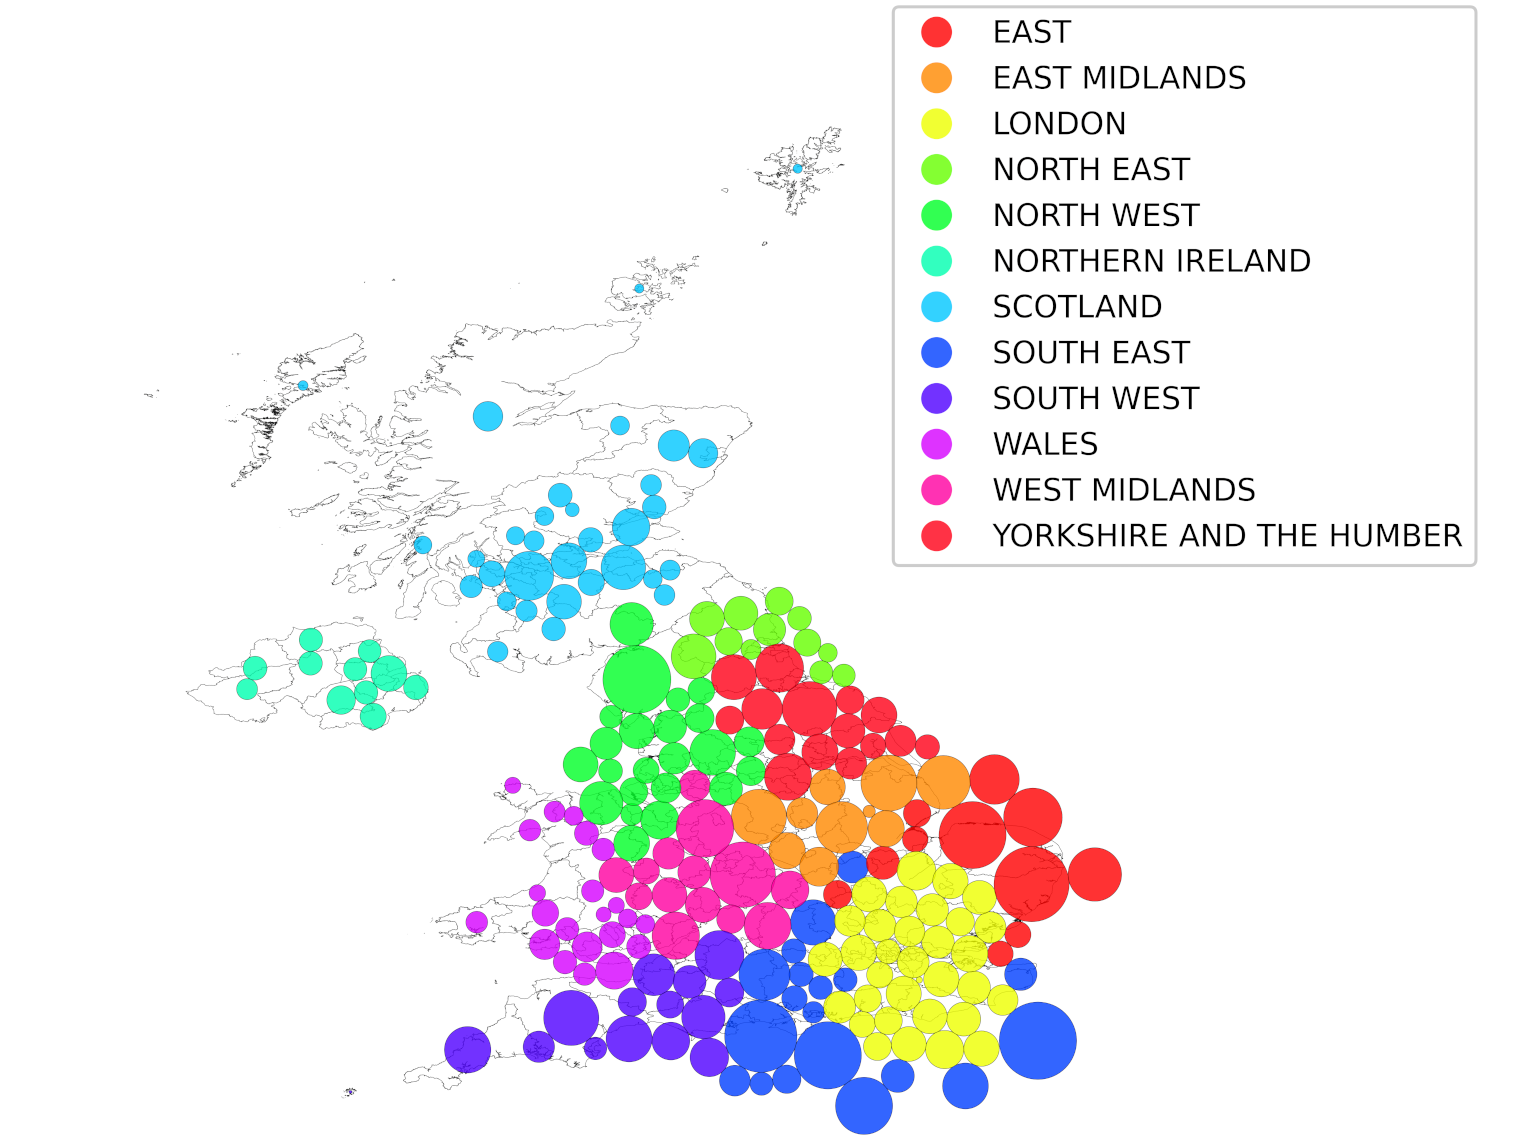 EAST
EAST MIDLANDS
LONDON
NORTH EAST
NORTH WEST
NORTHERN IRELAND
SCOTLAND
SOUTH EAST
SOUTH WEST
WALES
WEST MIDLANDS
YORKSHIRE AND THE HUMBER